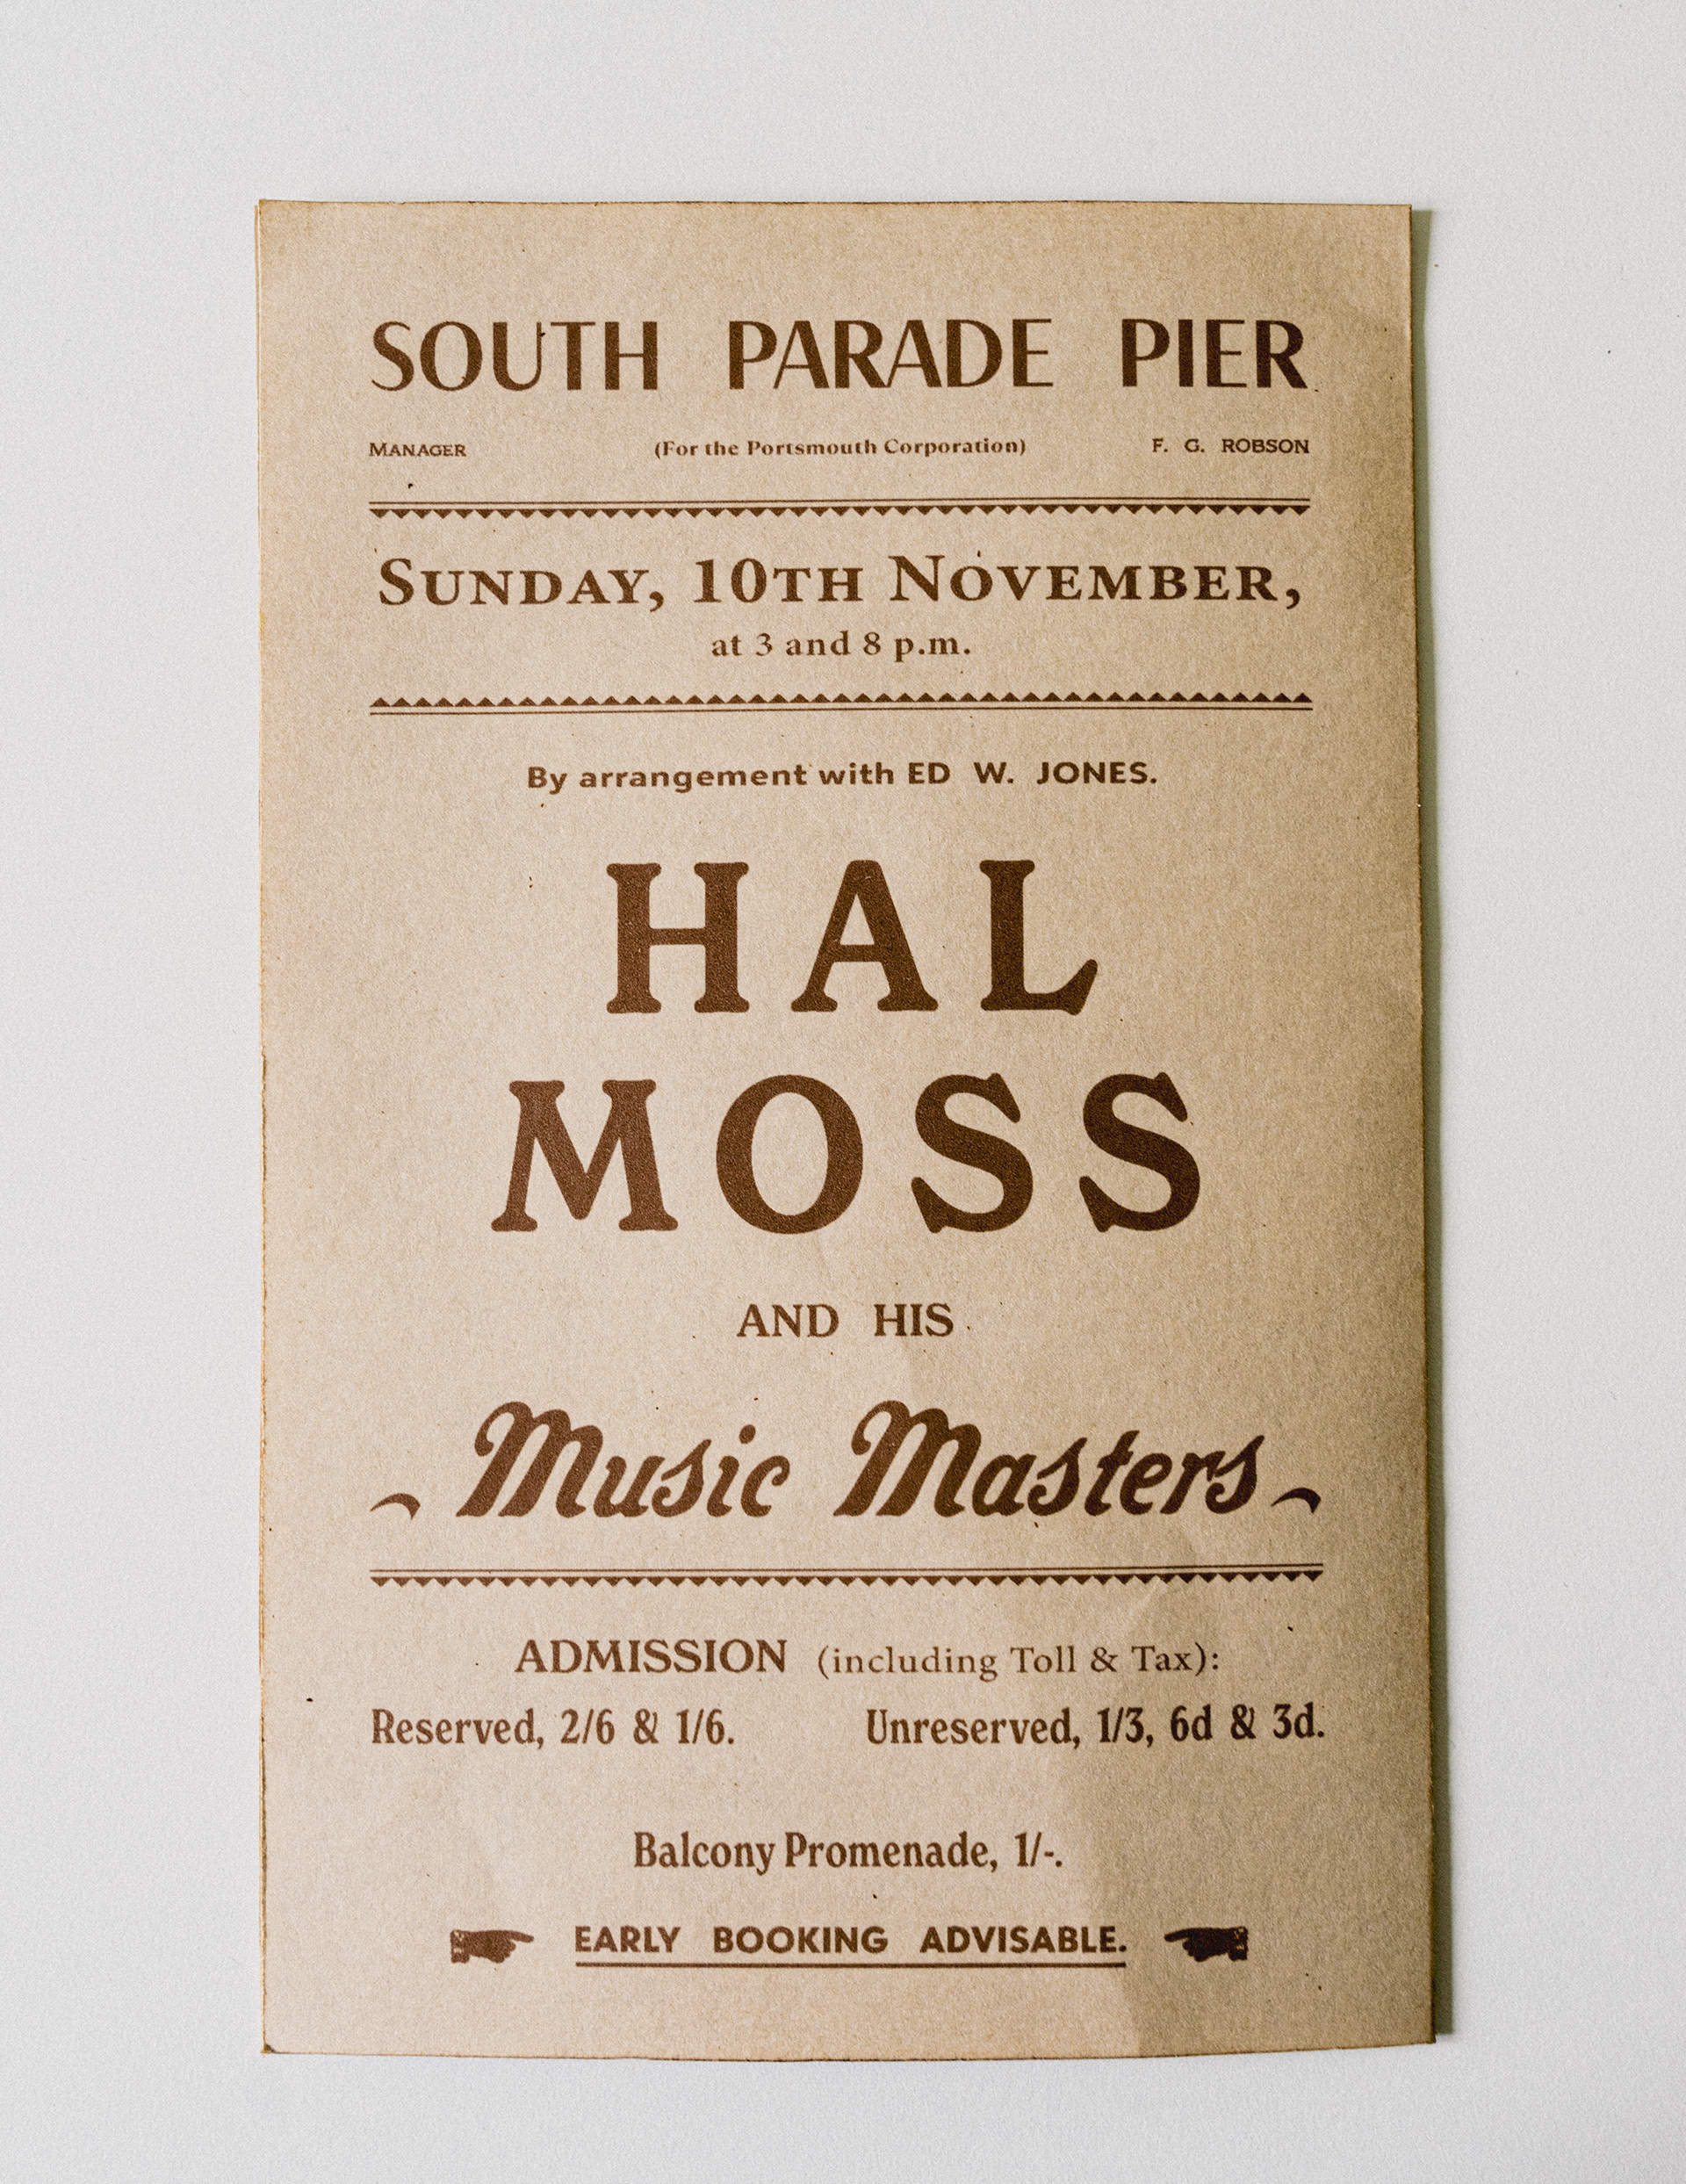 SOUTH PARADE PIER
MANAGER (For the Portsmouth Corporation) F. G. ROBSON
SUNDAY, 10TH NOVEMBER,
at 3 and 8 p.m.
By arrangement with ED W. JONES.
HAL
MOSS
AND HIS
Music Masters
ADMISSION (including Toll & Tax):
Reserved, 2/6 & 1/6. Unreserved, 1/3, 6d & 3d.
Balcony Promenade, 1/-.
EARLY BOOKING ADVISABLE.